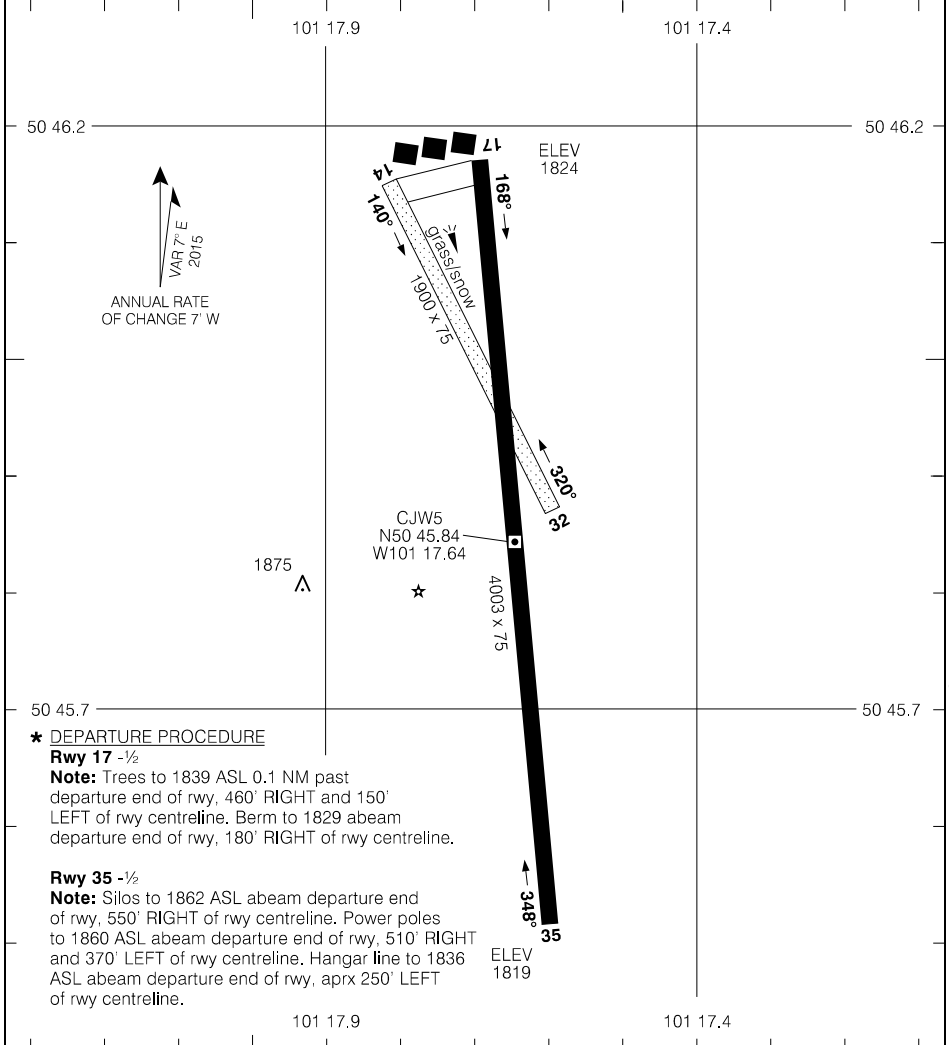 101 17.9 101 17.4
50 46.2 50 46.2
17
ELEV
1824
14
168°
140°
grass/snow
VAR 7° E
2015
1900 x 75
ANNUAL RATE
OF CHANGE 7' W
320°
32
CJW5
N50 45.84
W101 17.64
1875
4003 x 75
50 45.7 50 45.7
* DEPARTURE PROCEDURE
Rwy 17 -½
Note: Trees to 1839 ASL 0.1 NM past
departure end of rwy, 460' RIGHT and 150'
LEFT of rwy centreline. Berm to 1829 abeam
departure end of rwy, 180' RIGHT of rwy centreline.
Rwy 35 -½
Note: Silos to 1862 ASL abeam departure end
of rwy, 550' RIGHT of rwy centreline. Power poles
to 1860 ASL abeam departure end of rwy, 510' RIGHT
and 370' LEFT of rwy centreline. Hangar line to 1836
ASL abeam departure end of rwy, aprx 250' LEFT
of rwy centreline.
348°
35
ELEV
1819
101 17.9 101 17.4